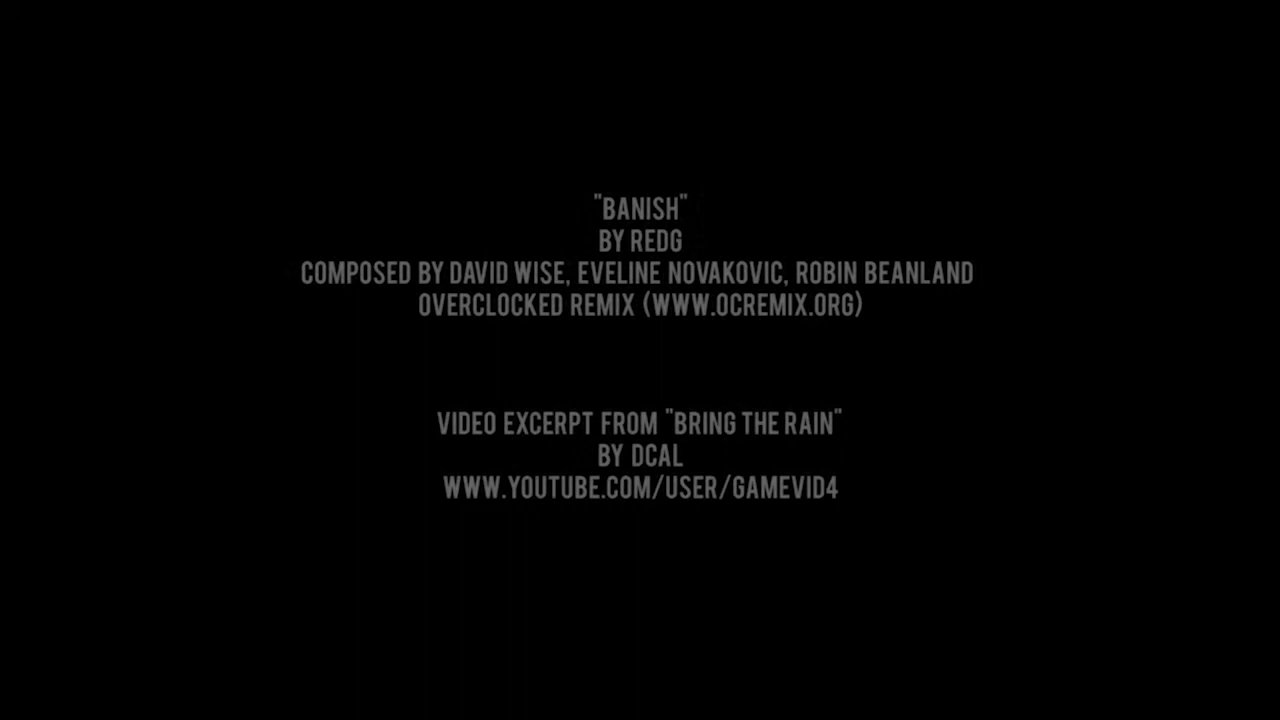 "BANISH"
BY REDG
COMPOSED BY DAVID WISE, EVELINE NOVAKOVIC, ROBIN BEANLAND
OVERCLOCKED REMIX (WWW.OCREMIX.ORG)
VIDEO EXCERPT FROM "BRING THE RAIN"
BY DCAL
WWW.YOUTUBE.COM/USER/GAMEVID4